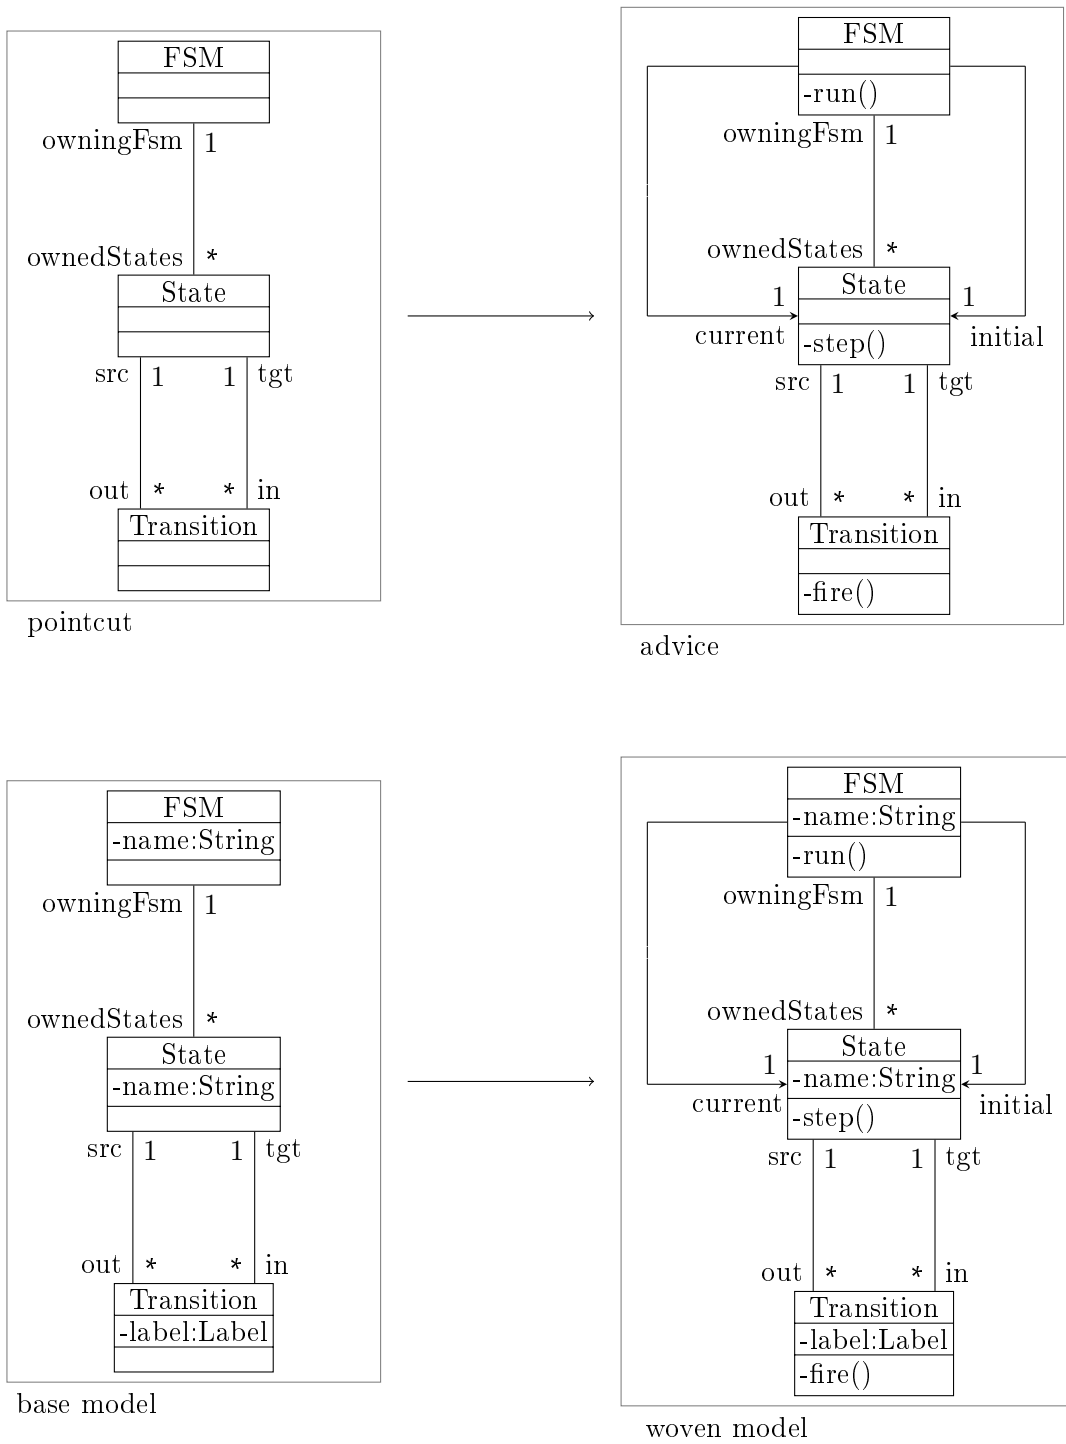 FSM
owningFsm 1
ownedStates *
State
src 1 1 tgt
out * * in
Transition
pointcut
FSM
-run()
owningFsm 1
ownedStates *
1 State 1
current initial
-step()
src 1 1 tgt
out * * in
Transition
-fire()
advice
FSM
-name:String
owningFsm 1
ownedStates *
State
-name:String
src 1 1 tgt
out * * in
Transition
-label:Label
base model
FSM
-name:String
-run()
owningFsm 1
ownedStates *
State
1 -name:String 1
current initial
-step()
src 1 1 tgt
out * * in
Transition
-label:Label
-fire()
woven model